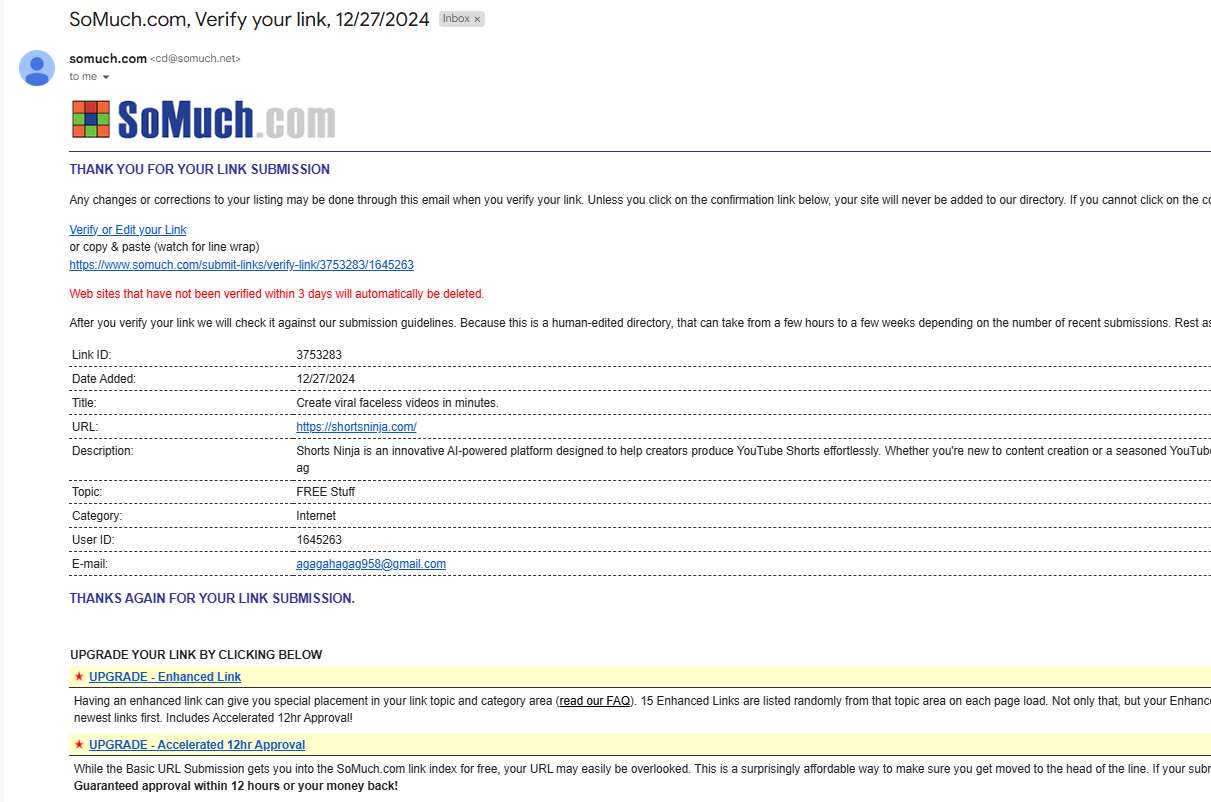 SoMuch.com, Verify your link, 12/27/2024 Inbox ×
somuch.com <cd@somuch.net>
to me
SoMuch.com
THANK YOU FOR YOUR LINK SUBMISSION
Any changes or corrections to your listing may be done through this email when you verify your link. Unless you click on the confirmation link below, your site will never be added to our directory. If you cannot click on the
Verify or Edit your Link
or copy & paste (watch for line wrap)
https://www.somuch.com/submit-links/verify-link/3753283/1645263
Web sites that have not been verified within 3 days will automatically be deleted.
After you verify your link we will check it against our submission guidelines. Because this is a human-edited directory, that can take from a few hours to a few weeks depending on the number of recent submissions. Rest
Link ID: 3753283
Date Added: 12/27/2024
Title: Create viral faceless videos in minutes.
URL: https://shortsninja.com/
Description: Shorts Ninja is an innovative AI-powered platform designed to help creators produce YouTube Shorts effortlessly. Whether you're new to content creation or a seasoned
ag
Topic: FREE Stuff
Category: Internet
User ID: 1645263
E-mail: agagahagag958@gmail.com
THANKS AGAIN FOR YOUR LINK SUBMISSION.
UPGRADE YOUR LINK BY CLICKING BELOW
★ UPGRADE - Enhanced Link
Having an enhanced link can give you special placement in your link topic and category area (read our FAQ). 15 Enhanced Links are listed randomly from that topic area on each page load. Not only that, but your
newest links first. Includes Accelerated 12hr Approval!
★ UPGRADE - Accelerated 12hr Approval
While the Basic URL Submission gets you into the SoMuch.com link index for free, your URL may easily be overlooked. This is a surprisingly affordable way to make sure you get moved to the head of the line. If your
Guaranteed approval within 12 hours or your money back!